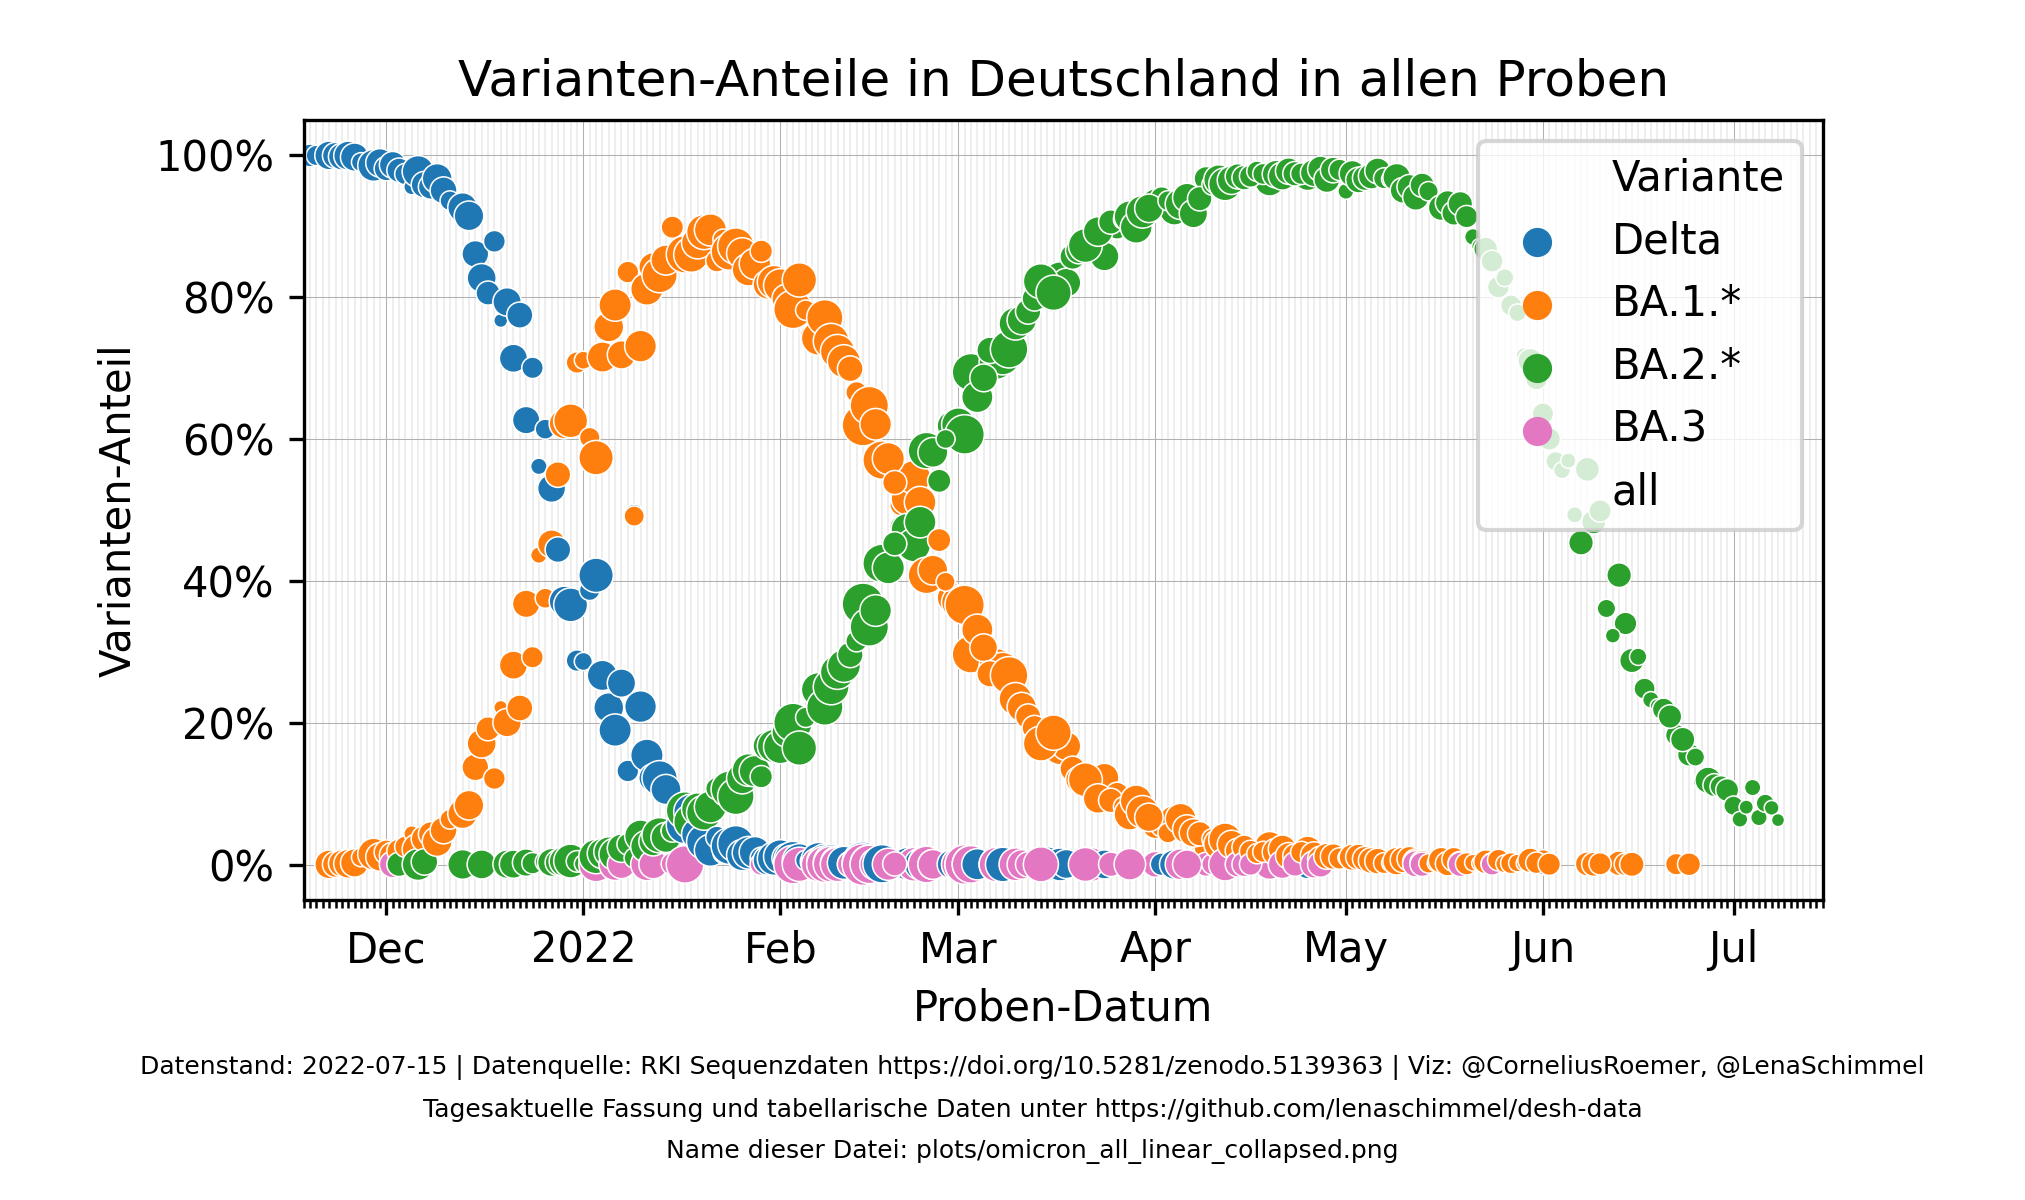 Varianten-Anteile in Deutschland in allen Proben
Varianten-Anteil
100%
80%
60%
40%
20%
0%
Variante
Delta
BA.1.*
BA.2.*
BA.3
all
Dec
2022
Feb
Mar
Apr
May
Jun
Jul
Proben-Datum
Datenstand: 2022-07-15 | Datenquelle: RKI Sequenzdaten https://doi.org/10.5281/zenodo.5139363 | Viz: @CorneliusRoemer, @LenaSchimmel
Tagesaktuelle Fassung und tabellarische Daten unter https://github.com/lenaschimmel/desh-data
Name dieser Datei: plots/omicron_all_linear_collapsed.png